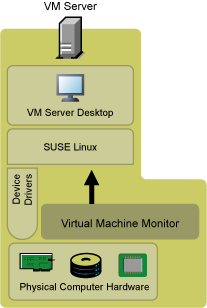 VM Server
VM Server Desktop
SUSE Linux
Device
Drivers
Virtual Machine Monitor
Physical Computer Hardware